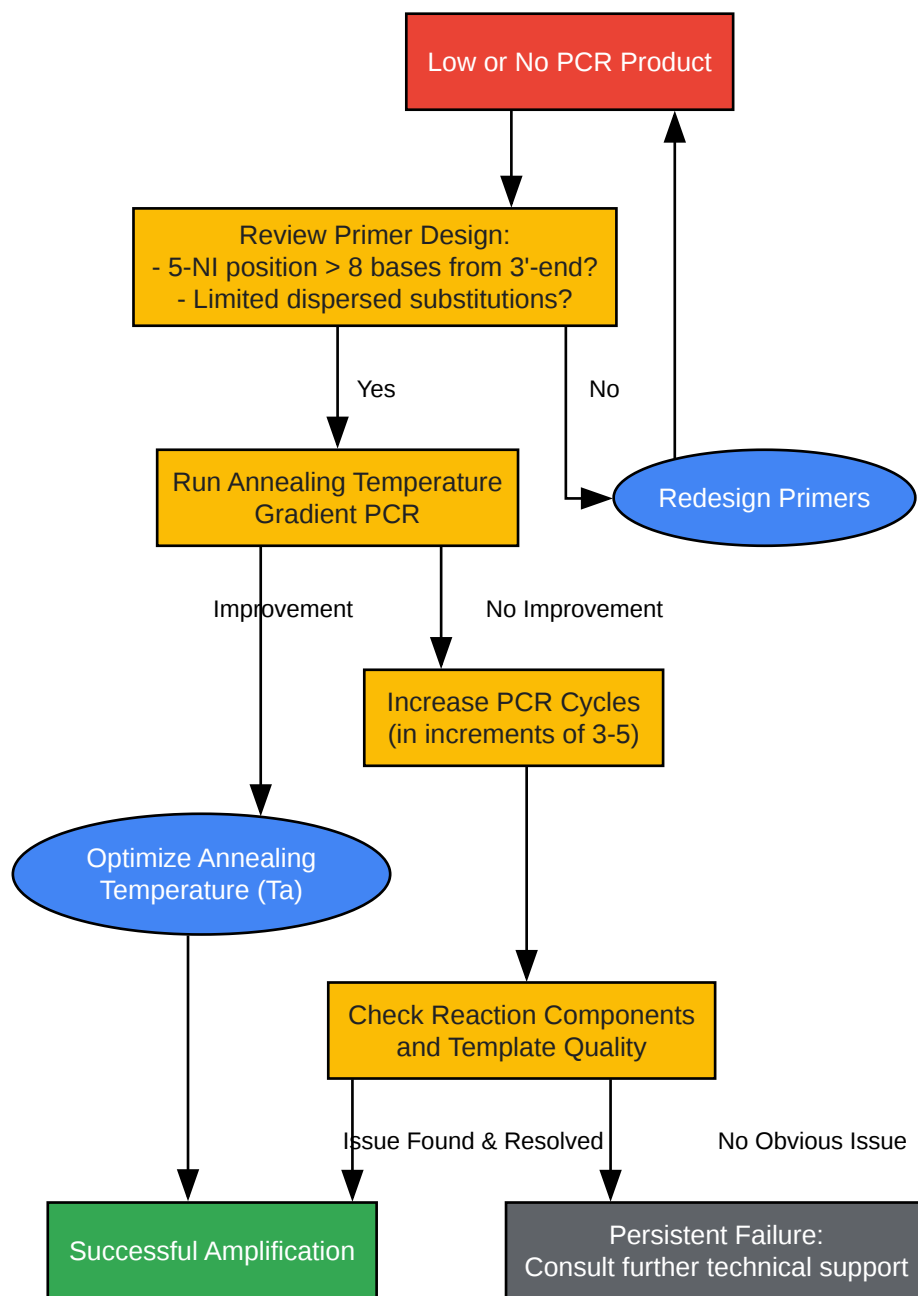 Low or No PCR Product
Review Primer Design:
- 5-NI position > 8 bases from 3'-end?
- Limited dispersed substitutions?
Yes
No
Run Annealing Temperature
Gradient PCR
Redesign Primers
Improvement
No Improvement
Increase PCR Cycles
(in increments of 3-5)
Optimize Annealing
Temperature (Ta)
Check Reaction Components
and Template Quality
Issue Found & Resolved
No Obvious Issue
Successful Amplification
Persistent Failure:
Consult further technical support